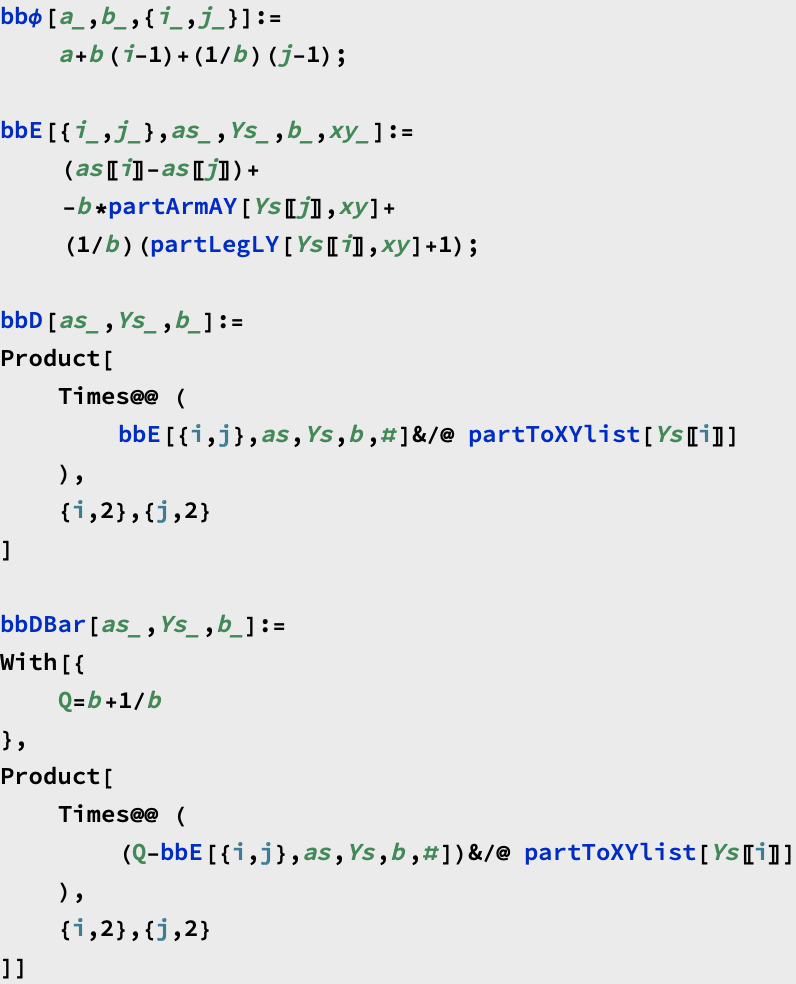 bbϕ[a_,b_,{i_,j_}]:=
a+b(i-1)+(1/b)(j-1);
bbE[{i_,j_},as_,Ys_,b_,xy_]:=
(as〚i〛-as〚j〛)+
-b*partArmAY[Ys〚j〛,xy]+
(1/b)(partLegLY[Ys〚i〛,xy]+1);
bbD[as_,Ys_,b_]:=
Product[
Times@@ (
bbE[{i,j},as,Ys,b,#]&/@ partToXYlist[Ys〚i〛]
),
{i,2},{j,2}
]
bbDBar[as_,Ys_,b_]:=
With[{
Q=b+1/b
},
Product[
Times@@ (
(Q-bbE[{i,j},as,Ys,b,#])&/@ partToXYlist[Ys〚i〛]
),
{i,2},{j,2}
]]